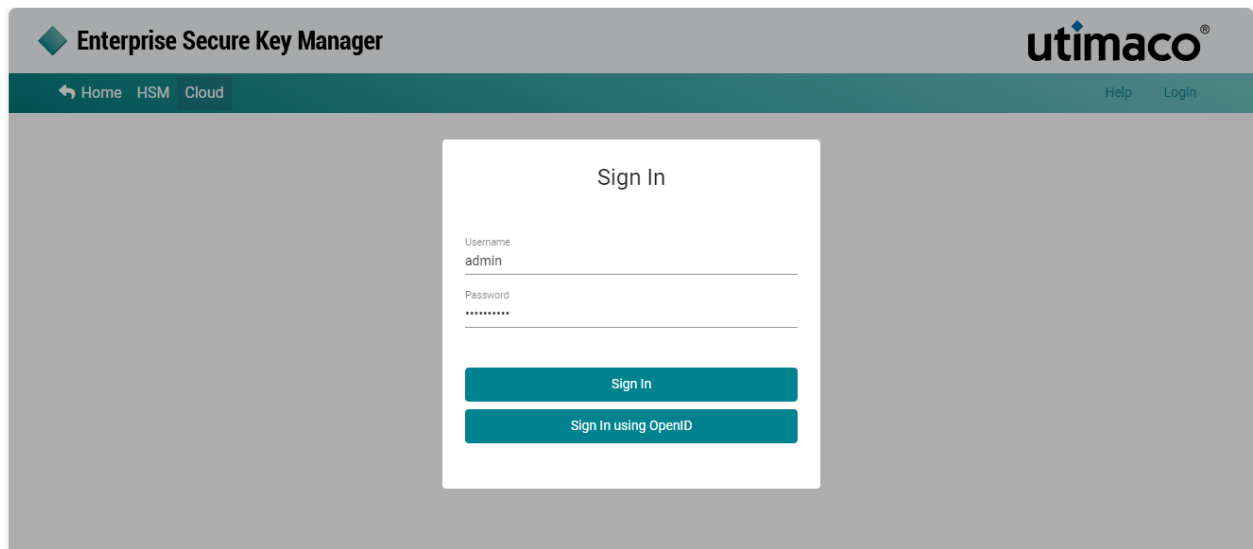 Enterprise Secure Key Manager
utimaco®
Home HSM Cloud
Help Login
Sign In
Username
admin
Password
••••••••••
Sign In
Sign In using OpenID